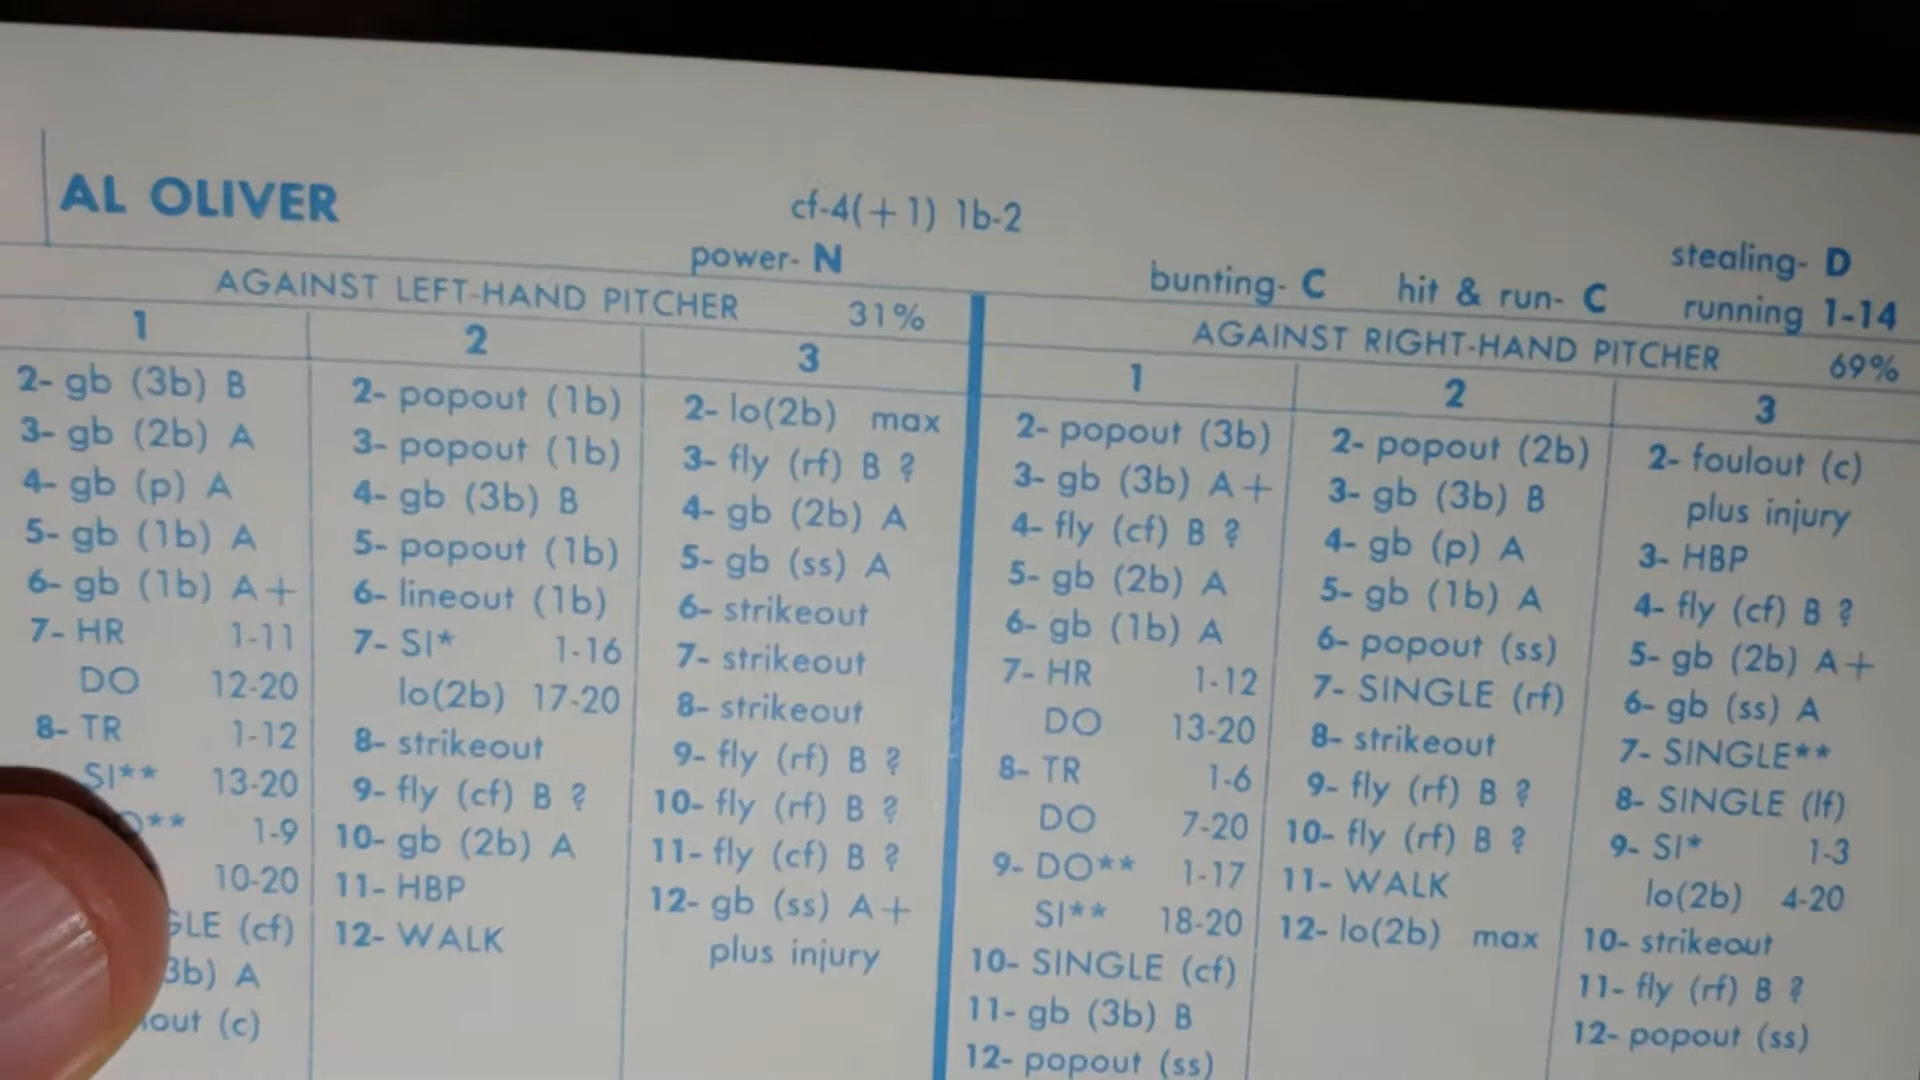 AL OLIVER
cf-4(+1) 1b-2
power- N
bunting- C hit & run- C
stealing- D
running 1-14
AGAINST LEFT-HAND PITCHER 31%
1
2- gb (3b) B
3- gb (2b) A
4- gb (p) A
5- gb (1b) A
6- gb (1b) A+
7- HR 1-11
DO 12-20
8- TR 1-12
SI** 13-20
** 1-9
10-20
(cf)
A
(c)
2
2- popout (1b)
3- popout (1b)
4- gb (3b) B
5- popout (1b)
6- lineout (1b)
7- SI* 1-16
lo(2b) 17-20
8- strikeout
9- fly (cf) B ?
10- gb (2b) A
11- HBP
12- WALK
3
2- lo(2b) max
3- fly (rf) B ?
4- gb (2b) A
5- gb (ss) A
6- strikeout
7- strikeout
8- strikeout
9- fly (rf) B ?
10- fly (rf) B ?
11- fly (cf) B ?
12- gb (ss) A+
plus injury
AGAINST RIGHT-HAND PITCHER 69%
1
2- popout (3b)
3- gb (3b) A+
4- fly (cf) B ?
5- gb (2b) A
6- gb (1b) A
7- HR 1-12
DO 13-20
8- TR 1-6
DO 7-20
9- DO** 1-17
SI** 18-20
10- SINGLE (cf)
11- gb (3b) B
12- popout (ss)
2
2- popout (2b)
3- gb (3b) B
4- gb (p) A
5- gb (1b) A
6- popout (ss)
7- SINGLE (rf)
8- strikeout
9- fly (rf) B ?
10- fly (rf) B ?
11- WALK
12- lo(2b) max
3
2- foulout (c)
plus injury
3- HBP
4- fly (cf) B ?
5- gb (2b) A+
6- gb (ss) A
7- SINGLE**
8- SINGLE (lf)
9- SI* 1-3
lo(2b) 4-20
10- strikeout
11- fly (rf) B ?
12- popout (ss)